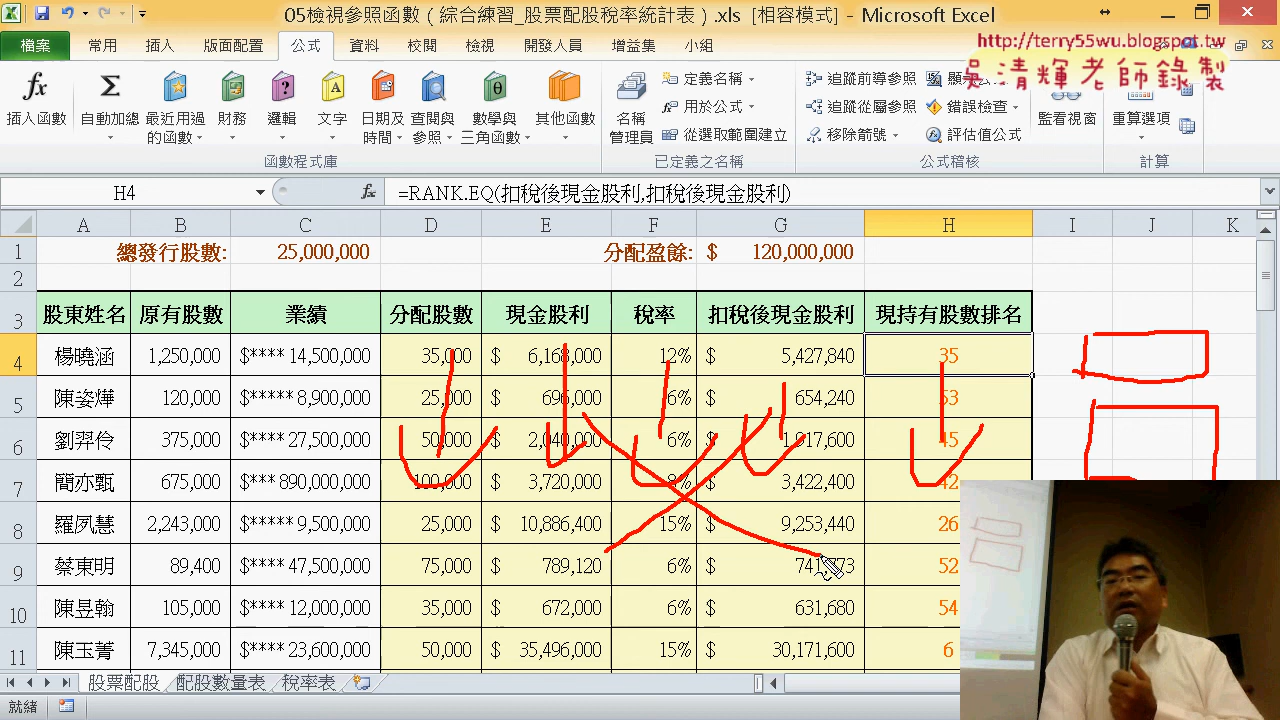 05檢視參照函數(綜合練習_股票配股稅率統計表).xls [相容模式] - Microsoft Excel
檔案 常用 插入 版面配置 公式 資料 校閱 檢視 開發人員 增益集 小組
http://terry55wu.blogspot.tw
吳清輝老師錄製
fx Σ θ
插入函數 自動加總 最近用過的函數 財務 邏輯 文字 日期及時間 查閱與參照 數學與三角函數 其他函數
函數程式庫
名稱管理員 定義名稱 用於公式 從選取範圍建立
已定義之名稱
追蹤前導參照 追蹤從屬參照 移除箭號 錯誤檢查 評估值公式 監看視窗
公式稽核
重算選項
計算
H4 fx =RANK.EQ(扣稅後現金股利,扣稅後現金股利)
A B C D E F G H I J K
1 總發行股數: 25,000,000 分配盈餘: $ 120,000,000
2
3 股東姓名 原有股數 業績 分配股數 現金股利 稅率 扣稅後現金股利 現持有股數排名
4 楊曉涵 1,250,000 $**** 14,500,000 35,000 $ 6,168,000 12% $ 5,427,840 35
5 陳姿燁 120,000 $***** 8,900,000 25,000 $ 696,000 6% $ 654,240 53
6 劉羿伶 375,000 $**** 27,500,000 50,000 $ 2,040,000 6% $ 1,917,600 45
7 簡亦甄 675,000 $*** 890,000,000 100,000 $ 3,720,000 $ 3,422,400 42
8 羅夙慧 2,243,000 $***** 9,500,000 25,000 $ 10,886,400 15% $ 9,253,440 26
9 蔡東明 89,400 $**** 47,500,000 75,000 $ 789,120 6% $ 52
10 陳昱翰 105,000 $**** 12,000,000 35,000 $ 672,000 6% $ 631,680 54
11 陳玉菁 7,345,000 $**** 23,600,000 50,000 $ 35,496,000 15% $ 30,171,600 6
股票配股 配股數量表 稅率表
就緒